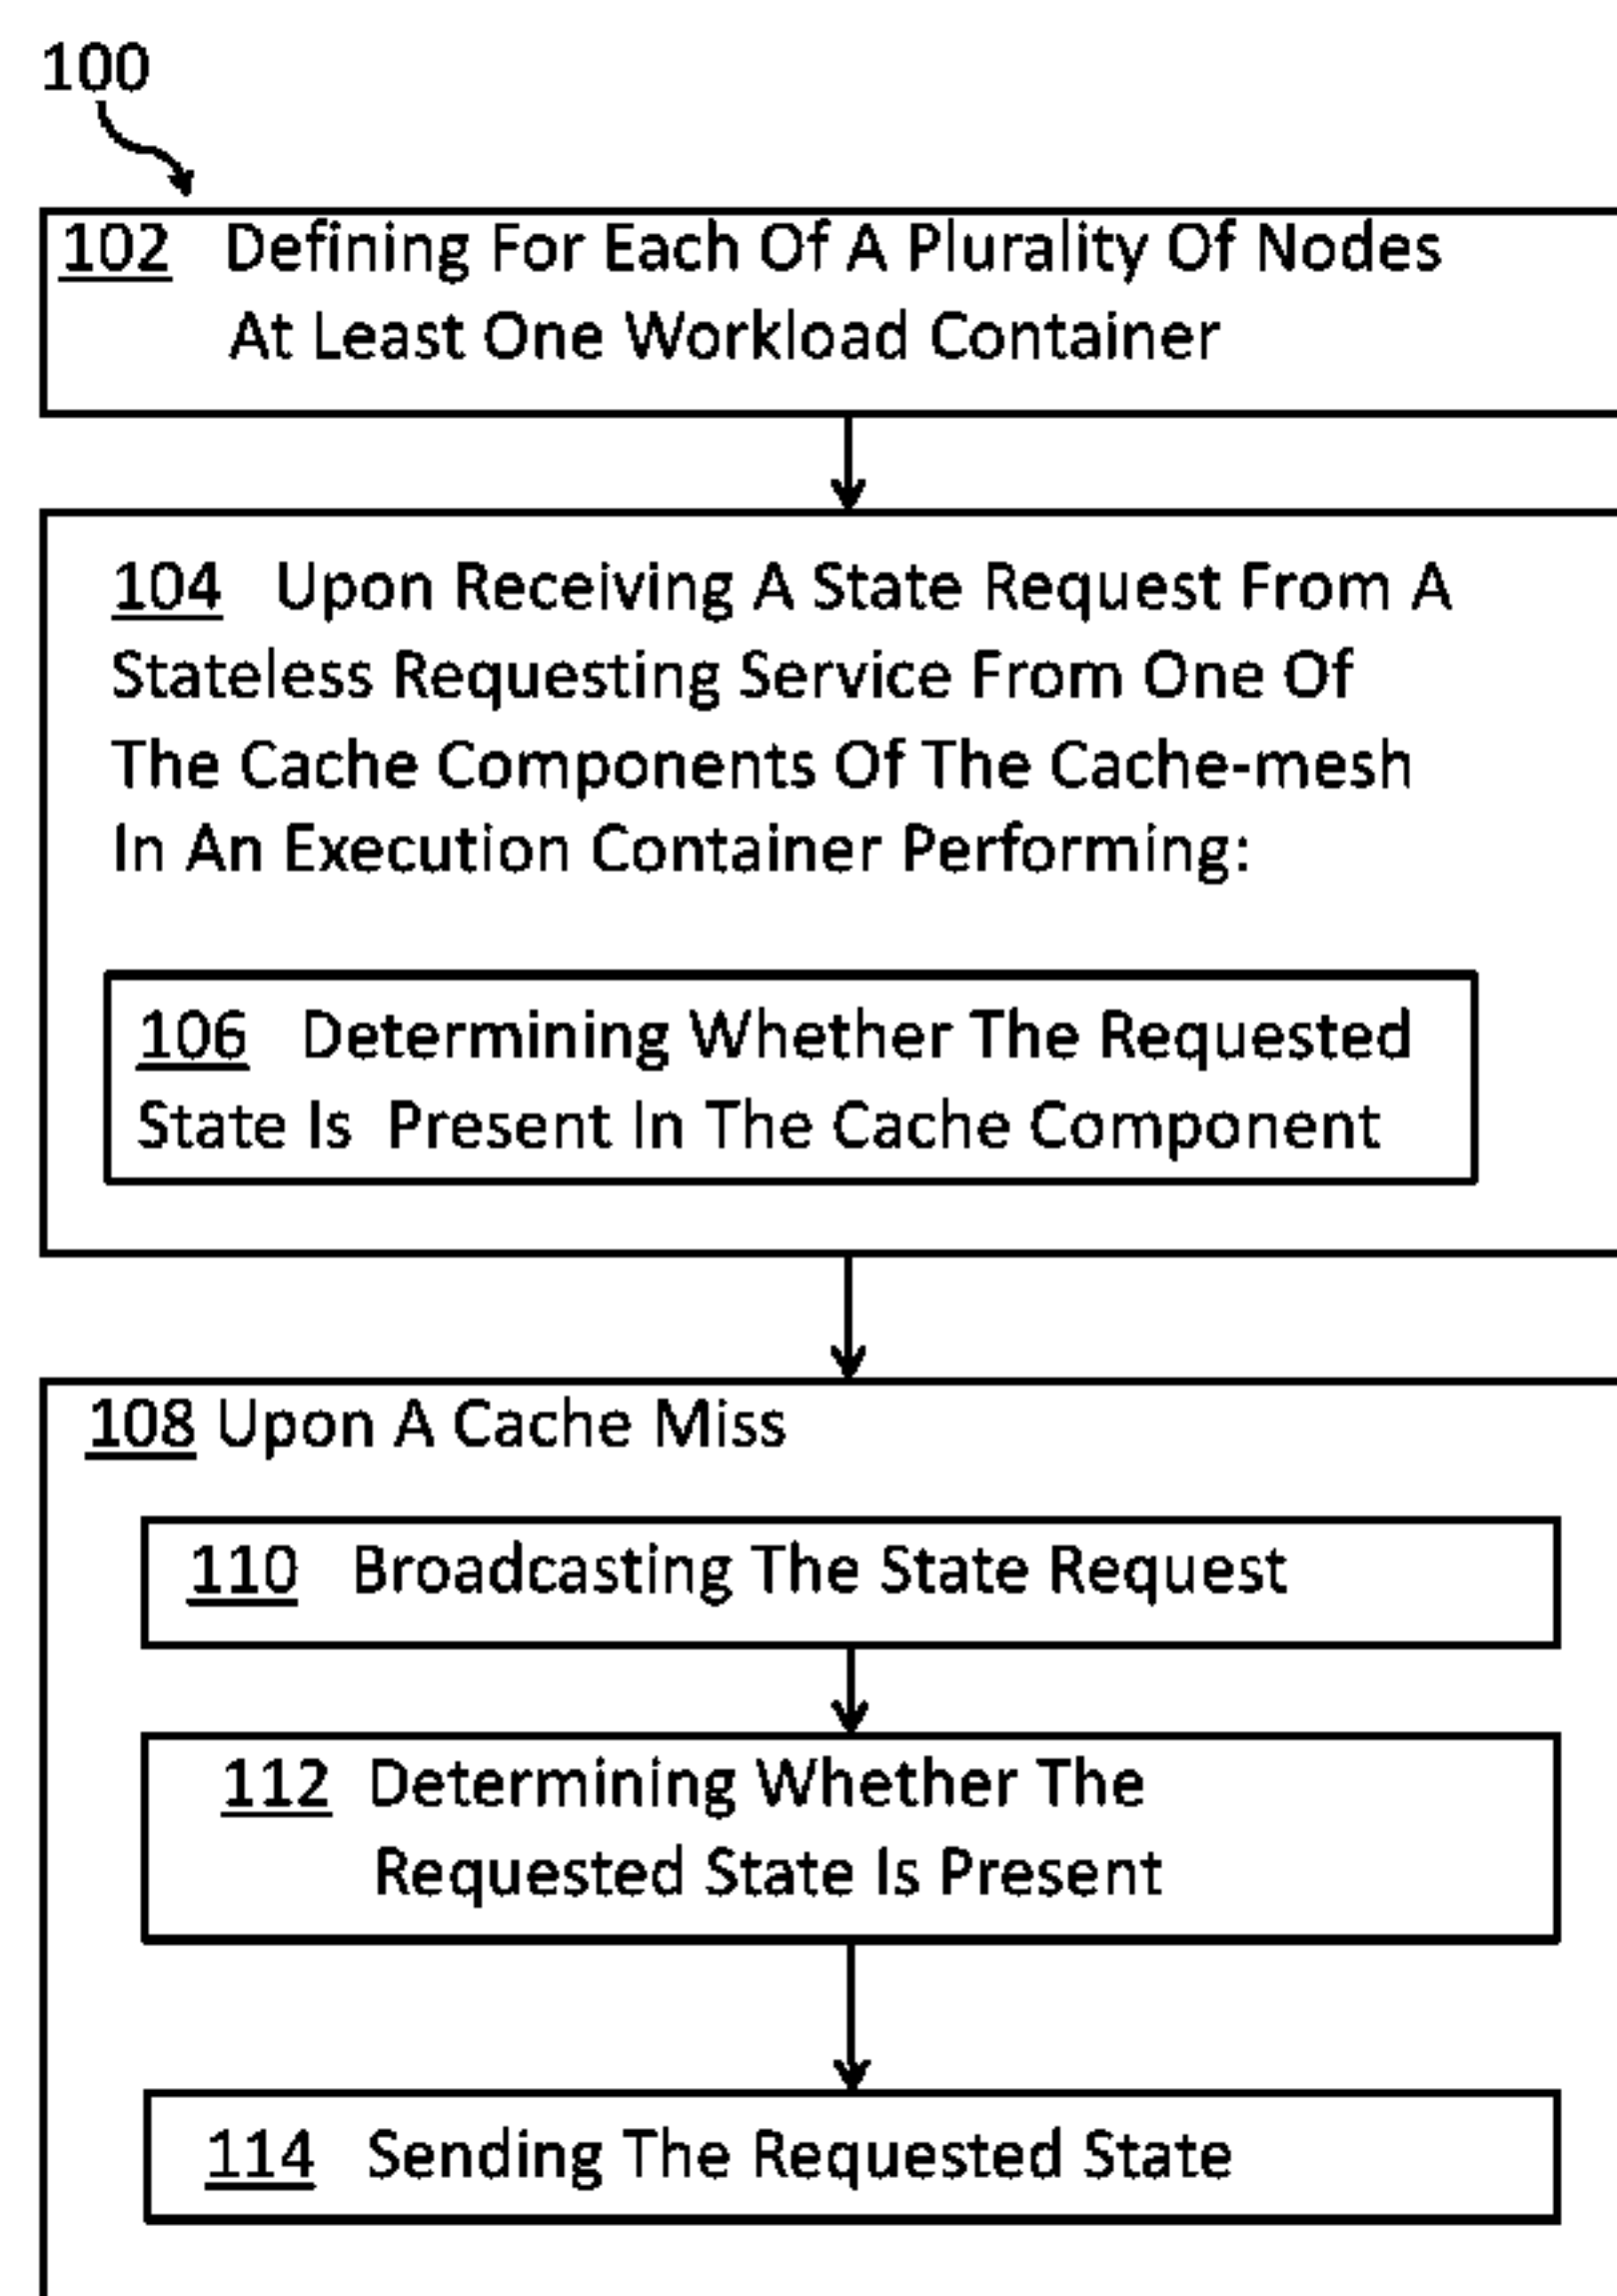 100
102 Defining For Each Of A Plurality Of Nodes
At Least One Workload Container
104 Upon Receiving A State Request From A
Stateless Requesting Service From One Of
The Cache Components Of The Cache-mesh
In An Execution Container Performing:
106 Determining Whether The Requested
State Is Present In The Cache Component
108 Upon A Cache Miss
110 Broadcasting The State Request
112 Determining Whether The
Requested State Is Present
114 Sending The Requested State